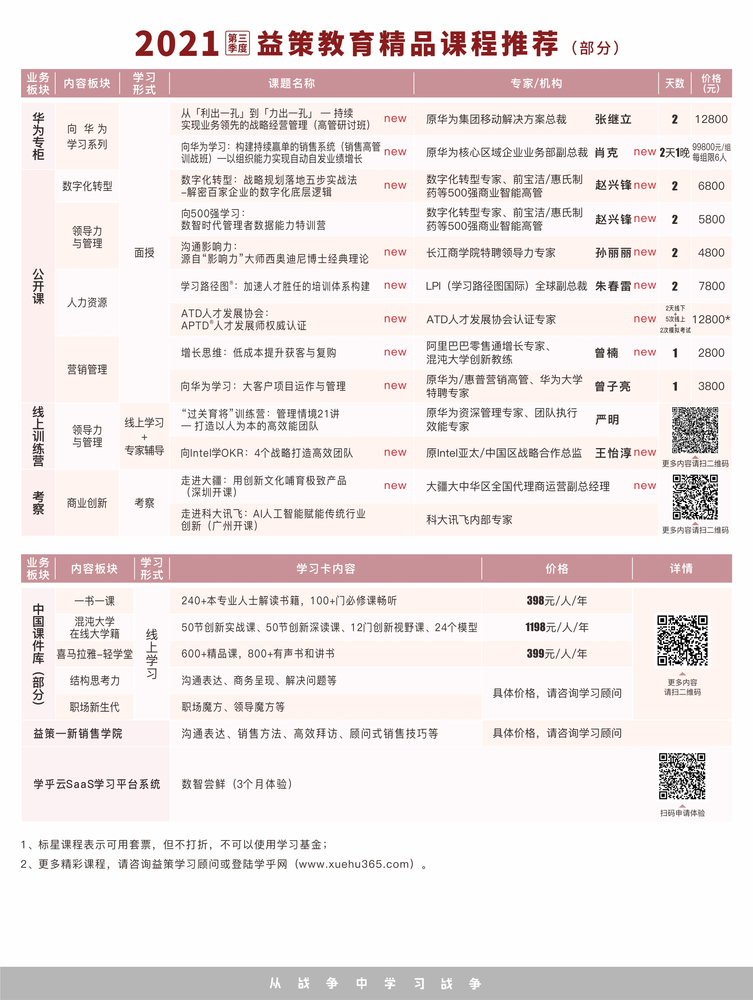 2021 第三季度 益策教育精品课程推荐（部分）
业务板块 内容板块 学习形式 课题名称 专家/机构 天数 价格(元)
华为专柜
向 华 为
学习系列
面授
从「利出一孔」到「力出一孔」 — 持续
实现业务领先的战略经营管理（高管研讨班） new
原华为集团移动解决方案总裁 张继立 2 12800
向华为学习：构建持续赢单的销售系统（销售高管
训战班）—以组织能力实现自动自发业绩增长 new
原华为核心区域企业业务部副总裁 肖克 new 2天1晚 99800元/组
每组限6人
公开课
数字化转型
数字化转型：战略规划落地五步实战法
–解密百家企业的数字化底层逻辑 new
数字化转型专家、前宝洁/惠氏制
药等500强商业智能高管 赵兴锋 new 2 6800
领导力
与管理
向500强学习：
数智时代管理者数据能力特训营
数字化转型专家、前宝洁/惠氏制
药等500强商业智能高管 赵兴锋 new 2 5800
沟通影响力：
源自“影响力”大师西奥迪尼博士经典理论 new
长江商学院特聘领导力专家 孙丽丽 new 2 4800
人力资源
学习路径图®：加速人才胜任的培训体系构建 new
LPI（学习路径图国际）全球副总裁 朱春雷 new 2 7800
ATD人才发展协会：
APTD®人才发展师权威认证 new
ATD人才发展协会认证专家 new
2天线下
+
5次线上
+
2次模拟考试
12800*
营销管理
增长思维：低成本提升获客与复购 new
阿里巴巴零售通增长专家、
混沌大学创新教练 曾楠 new 1 2800
向华为学习：大客户项目运作与管理 new
原华为/惠普营销高管、华为大学
特聘专家 曾子亮 1 3800
线上训练营
领导力
与管理
线上学习
+
专家辅导
“过关育将”训练营：管理情境21讲
— 打造以人为本的高效能团队
原华为资深管理专家、团队执行
效能专家 严明
向Intel学OKR：4个战略打造高效团队 new
原Intel亚太/中国区战略合作总监 王怡淳 new
更多内容请扫二维码
考察
商业创新
考察
走进大疆：用创新文化哺育极致产品
（深圳开课） new
大疆大中华区全国代理商运营副总经理 new
走进科大讯飞：AI人工智能赋能传统行业
创新（广州开课）
科大讯飞内部专家
更多内容请扫二维码
业务板块 内容板块 学习形式 学习卡内容 价格 详情
中国课件库（部分）
线上学习
一书一课 240+本专业人士解读书籍，100+门必修课畅听 398元/人/年
混沌大学
在线大学籍 50节创新实战课、50节创新深读课、12门创新视野课、24个模型 1198元/人/年
喜马拉雅–轻学堂 600+精品课，800+有声书和讲书 399元/人/年
结构思考力 沟通表达、商务呈现、解决问题等
具体价格，请咨询学习顾问
职场新生代 职场魔方、领导魔方等
更多内容
请扫二维码
益策—新销售学院 沟通表达、销售方法、高效拜访、顾问式销售技巧等 具体价格，请咨询学习顾问
学乎云SaaS学习平台系统 数智尝鲜（3个月体验）
扫码申请体验
1、标星课程表示可用套票，但不打折，不可以使用学习基金；
2、更多精彩课程，请咨询益策学习顾问或登陆学乎网（www.xuehu365.com）。
从战争中学习战争